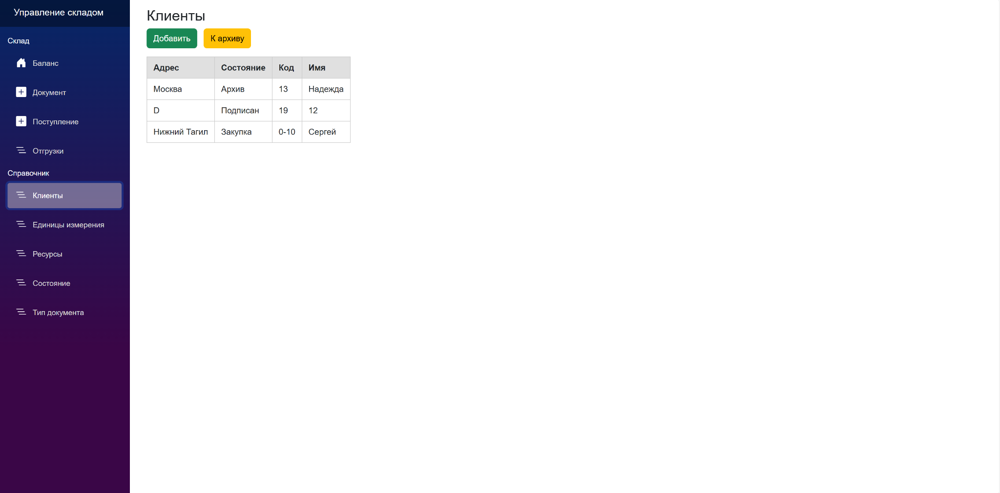 Управление складом
Склад
Баланс
Документ
Поступление
Отгрузки
Справочник
Клиенты
Единицы измерения
Ресурсы
Состояние
Тип документа
Клиенты
Добавить К архиву
Адрес Состояние Код Имя
Москва Архив 13 Надежда
D Подписан 19 12
Нижний Тагил Закупка 0-10 Сергей